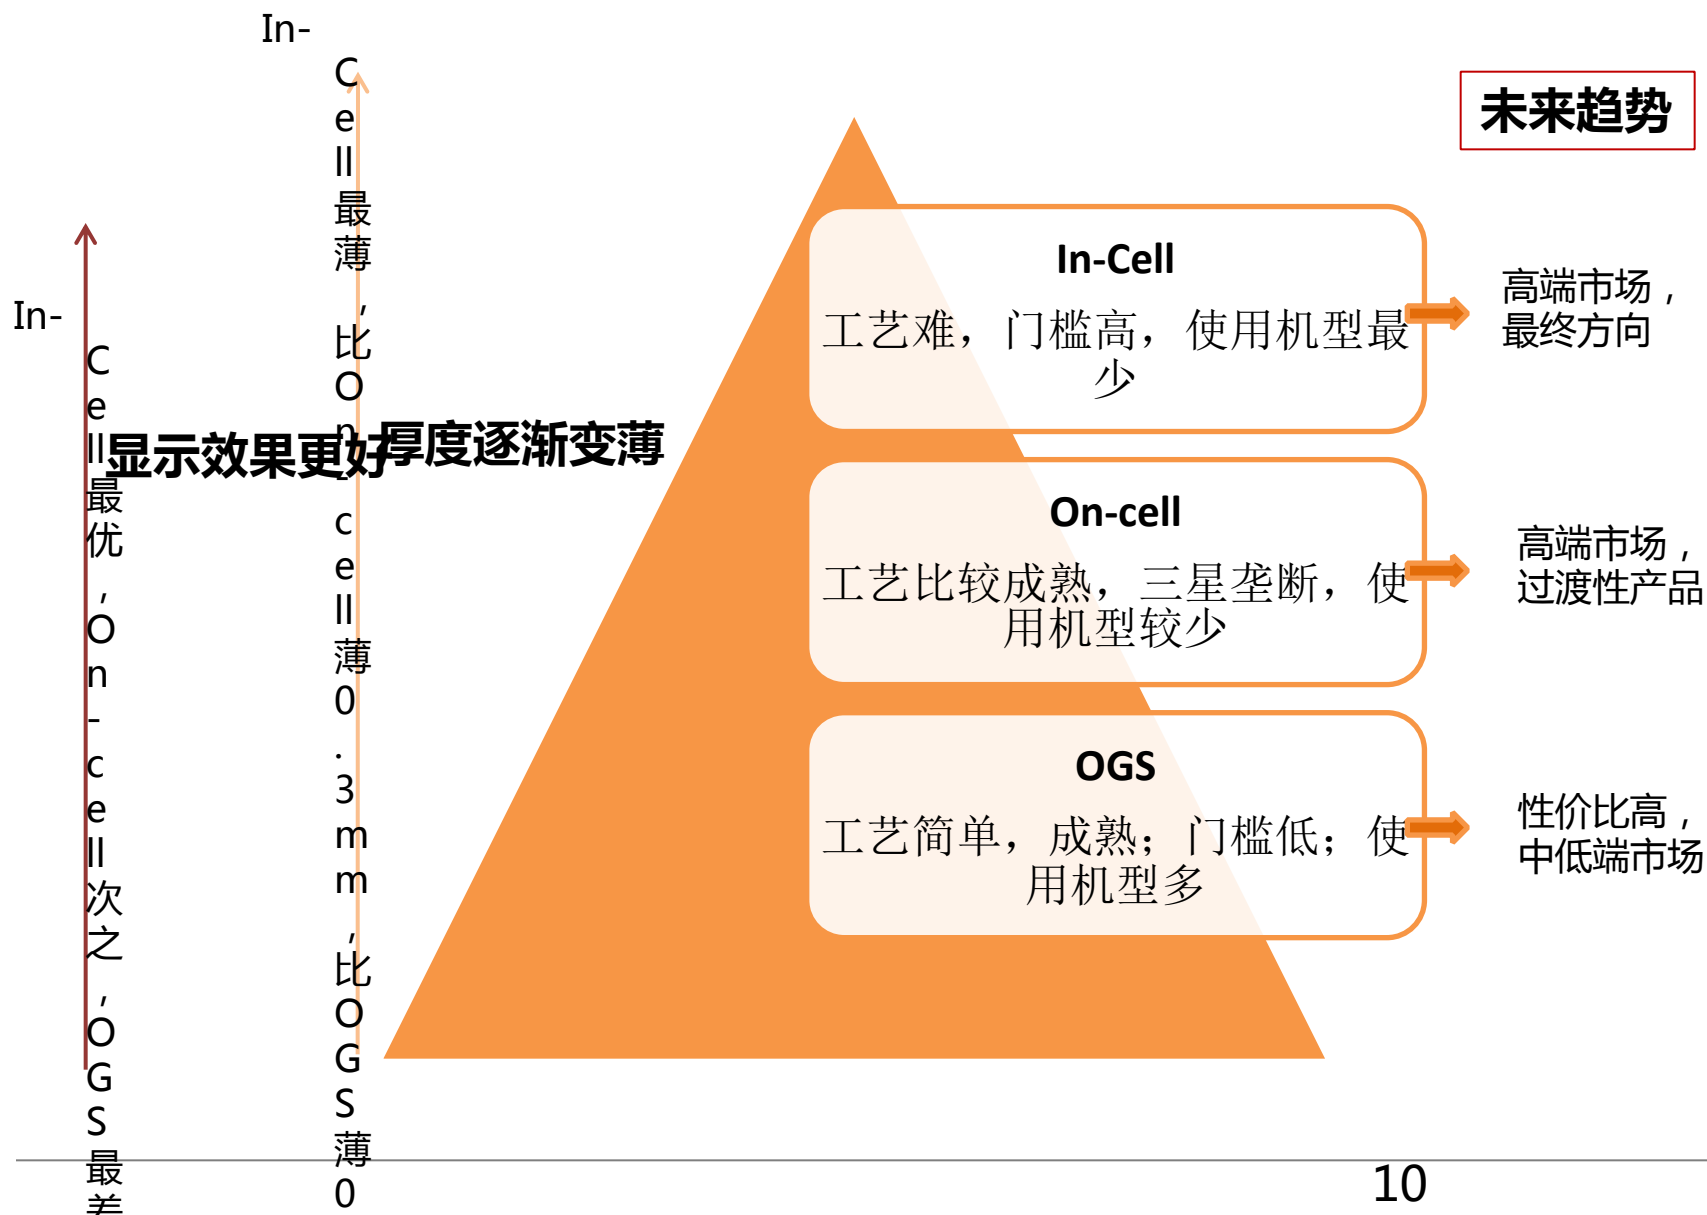 In-
Cell最优,On-cell次之,OGS最差
显示效果更好
In-
Cell最薄,比On-cell薄0.3mm,比OGS薄0
厚度逐渐变薄
未来趋势
In-Cell
工艺难，门槛高，使用机型最
少
高端市场，
最终方向
On-cell
工艺比较成熟，三星垄断，使
用机型较少
高端市场，
过渡性产品
OGS
工艺简单，成熟；门槛低；使
用机型多
性价比高，
中低端市场
10